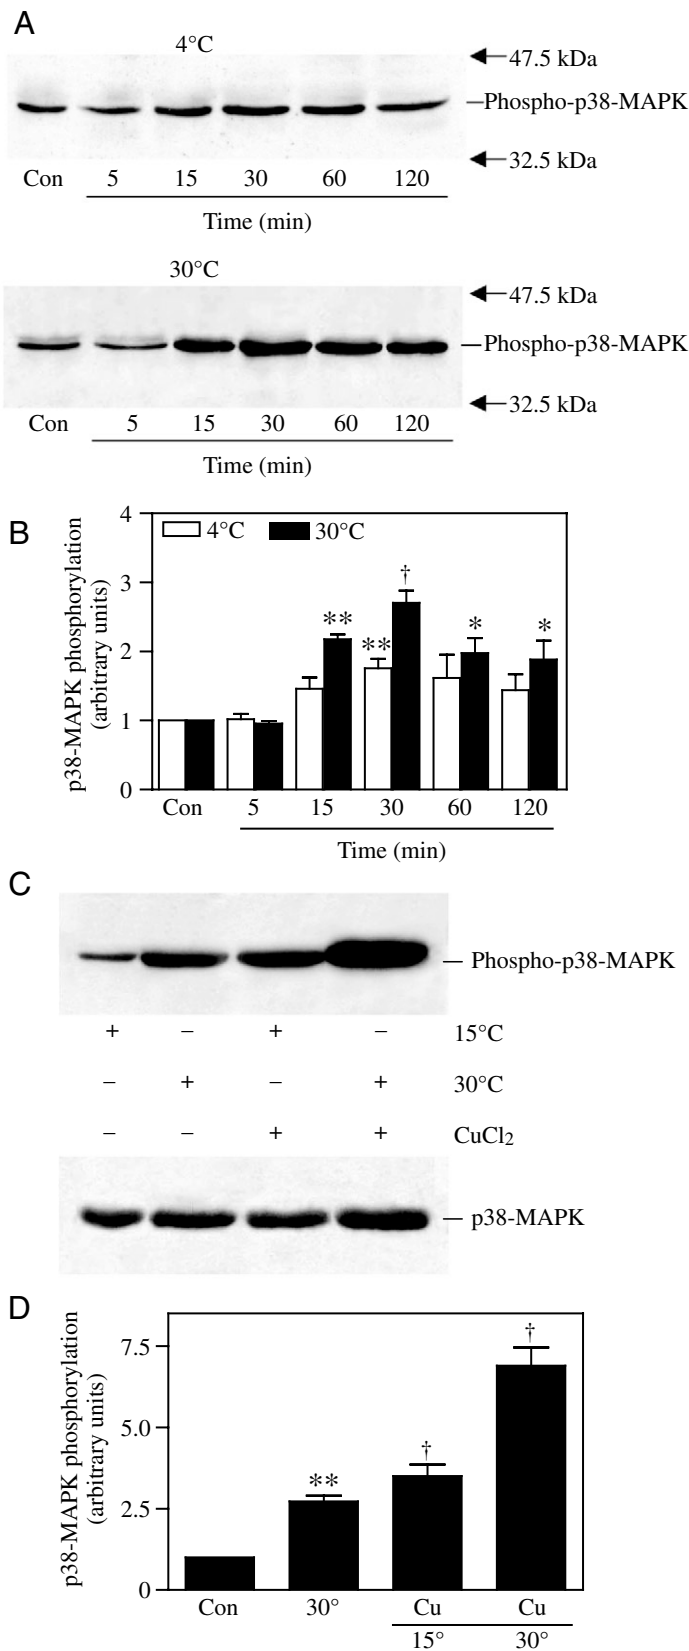 A
4°C
47.5 kDa
Phospho-p38-MAPK
32.5 kDa
Con 5 15 30 60 120
Time (min)
30°C
47.5 kDa
Phospho-p38-MAPK
32.5 kDa
Con 5 15 30 60 120
Time (min)
B
p38-MAPK phosphorylation
(arbitrary units)
4
3
2
1
0
4°C 30°C
**
**
†
*
*
Con 5 15 30 60 120
Time (min)
C
Phospho-p38-MAPK
+ – + – 15°C
– + – + 30°C
– – + + CuCl₂
p38-MAPK
D
p38-MAPK phosphorylation
(arbitrary units)
7.5
5.0
2.5
0
**
†
†
Con 30° Cu Cu
15° 30°